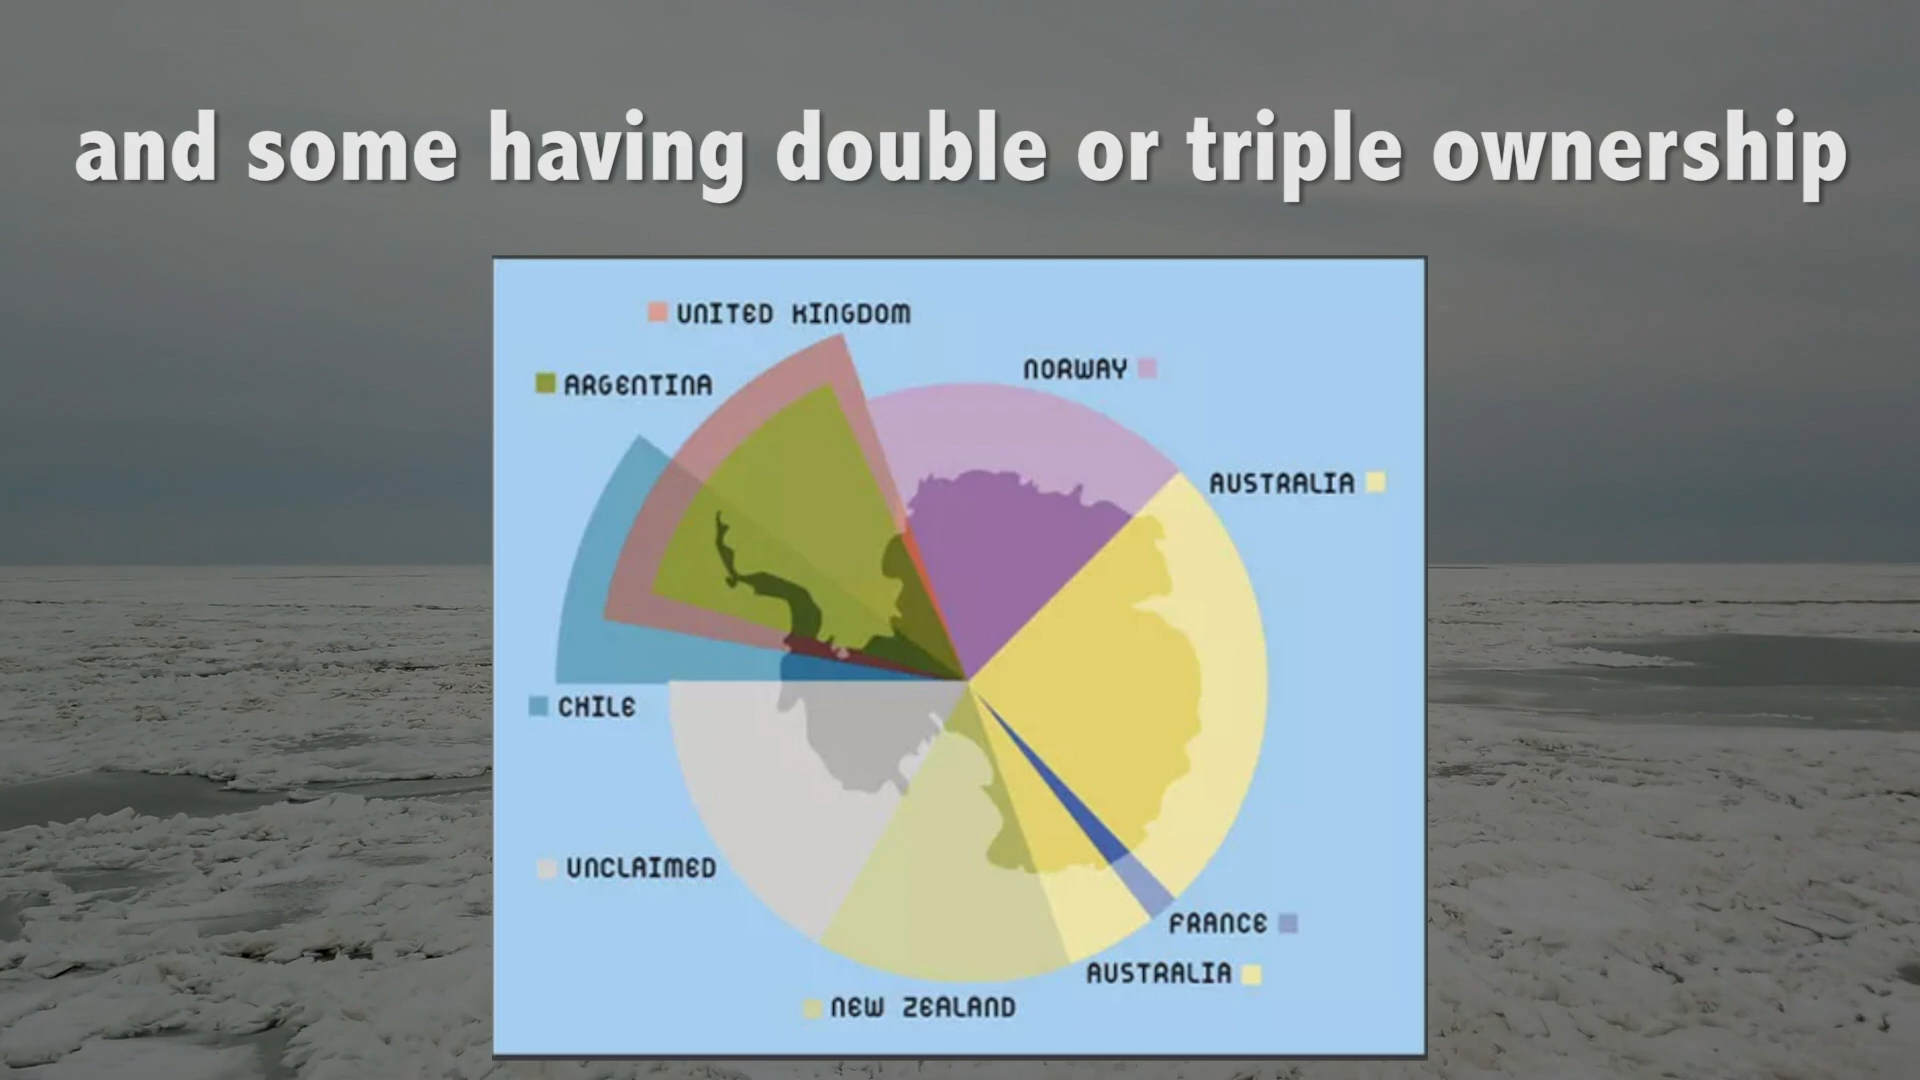 and some having double or triple ownership
UNITED KINGDOM
NORWAY
ARGENTINA
AUSTRALIA
CHILE
UNCLAIMED
FRANCE
AUSTRALIA
NEW ZEALAND